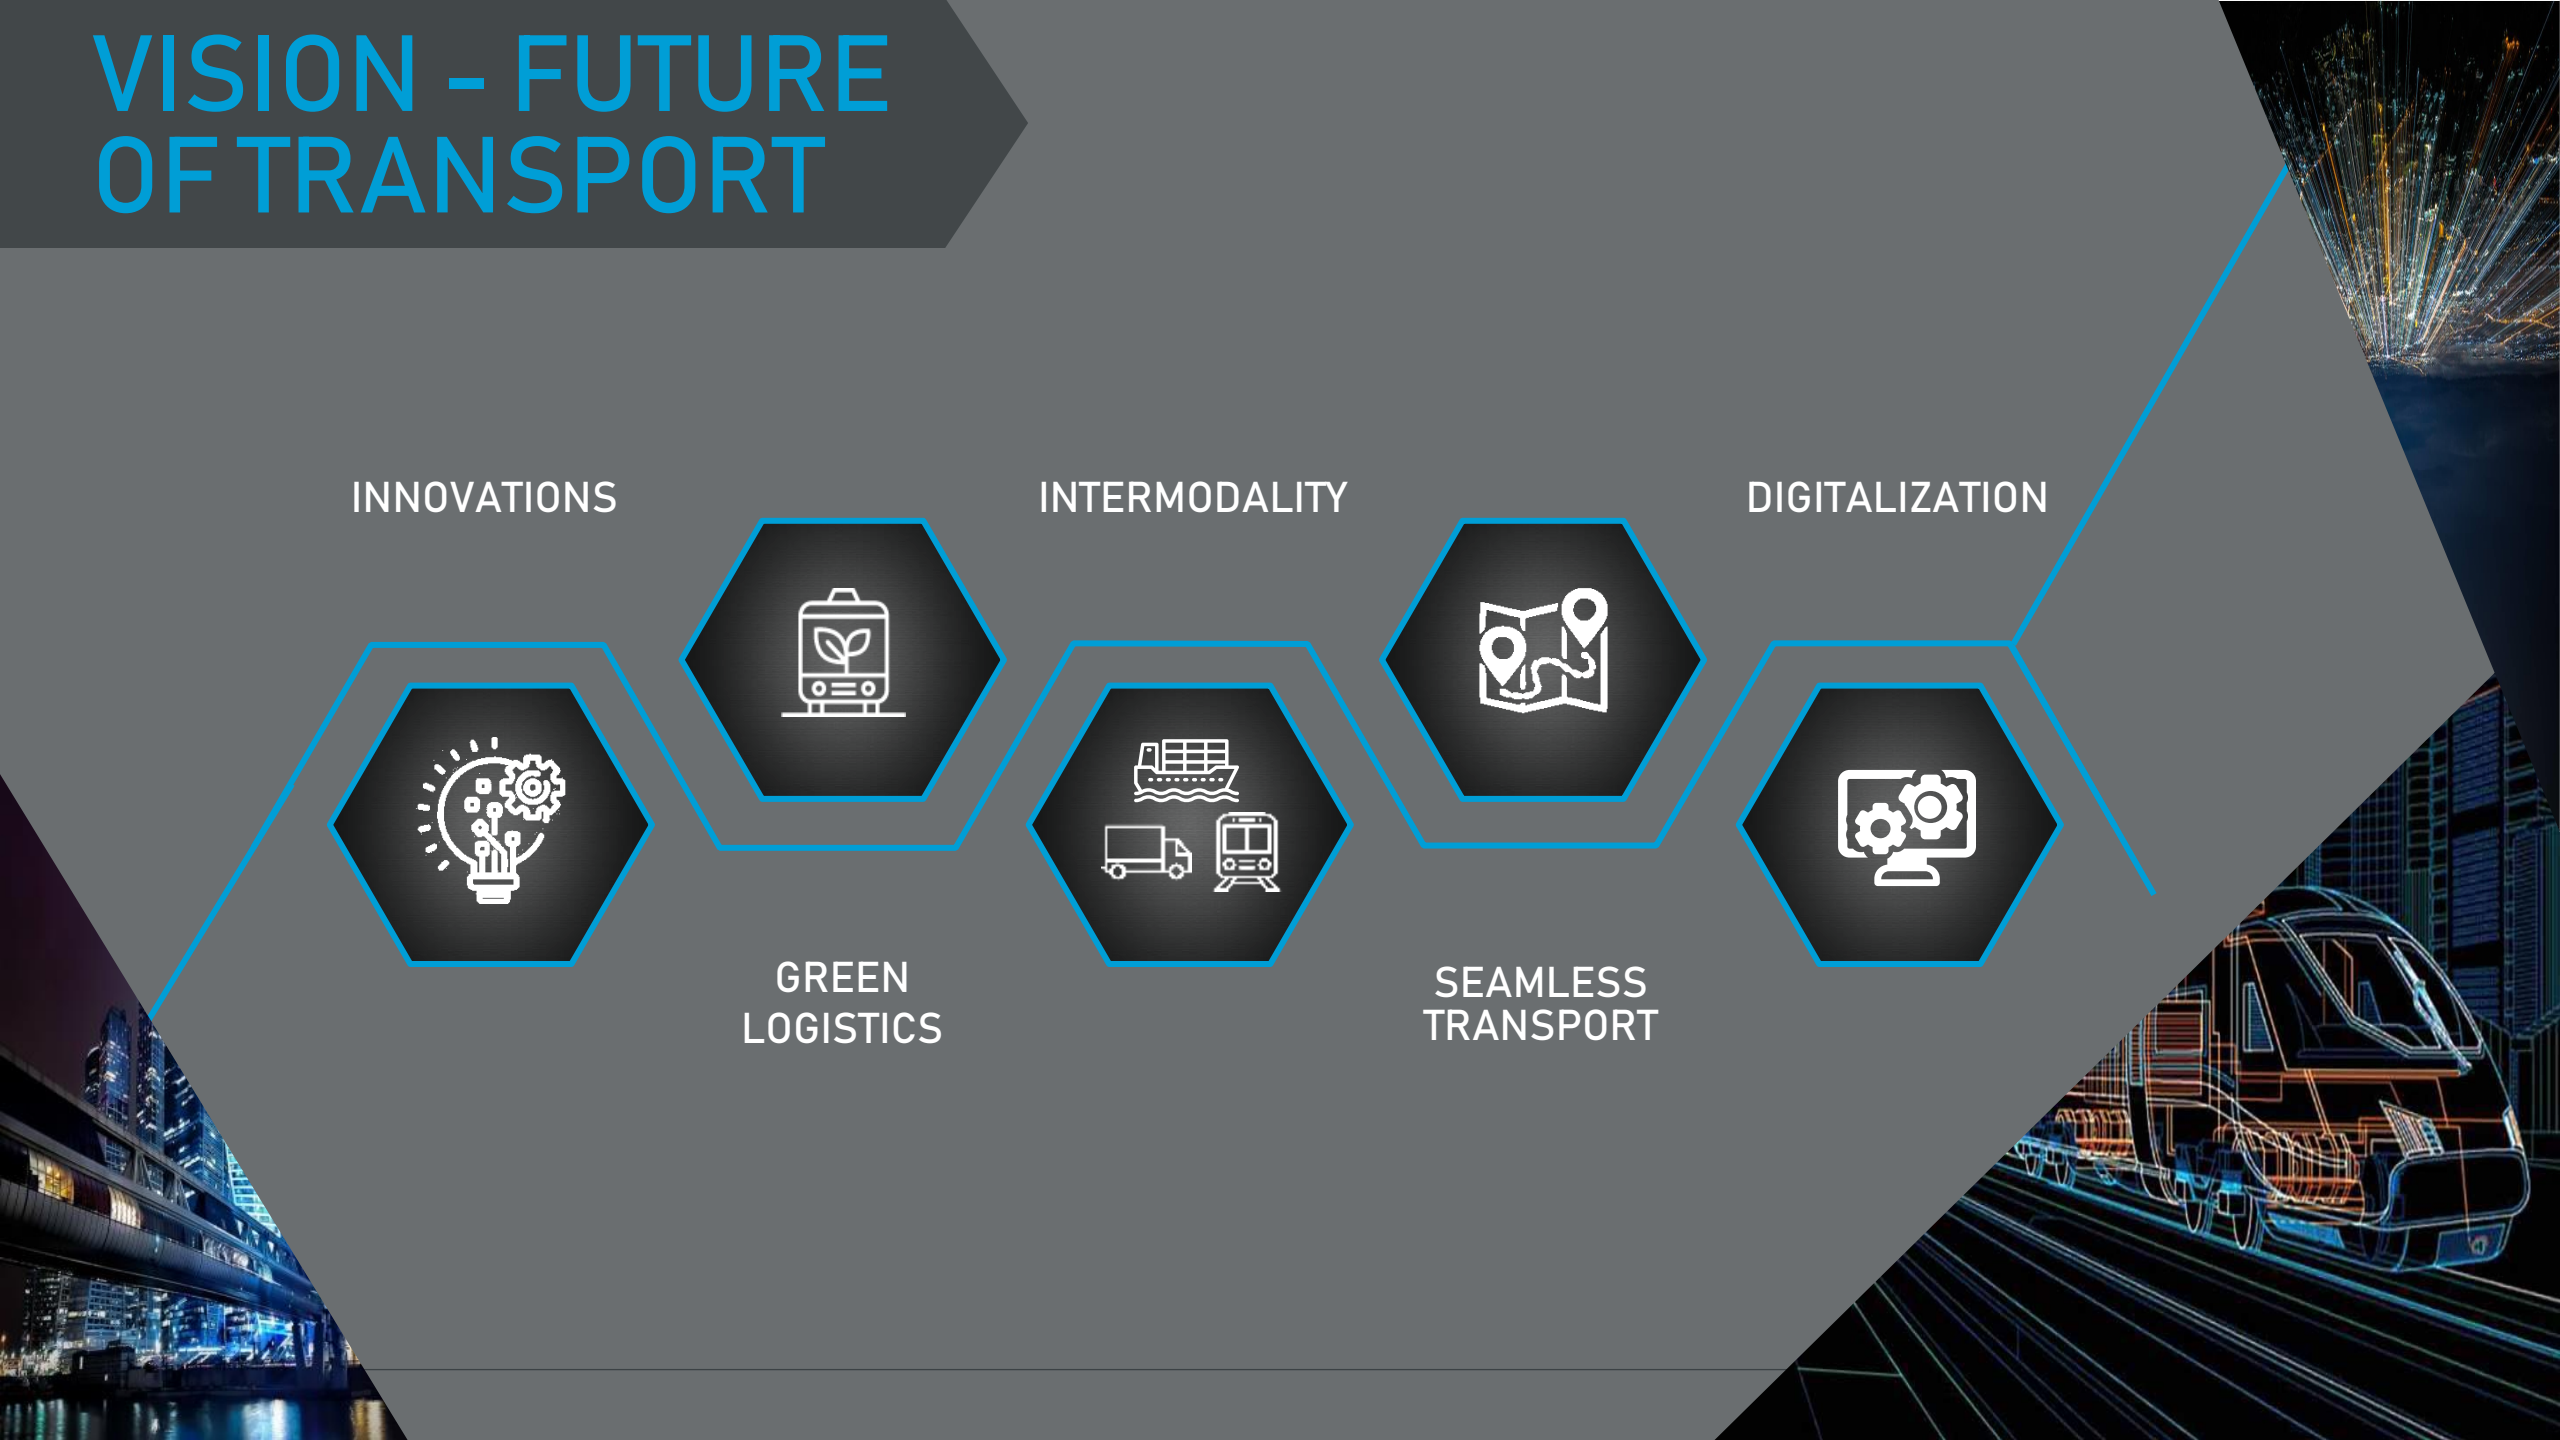 VISION - FUTURE
OF TRANSPORT
INNOVATIONS
INTERMODALITY
DIGITALIZATION
GREEN
LOGISTICS
SEAMLESS
TRANSPORT